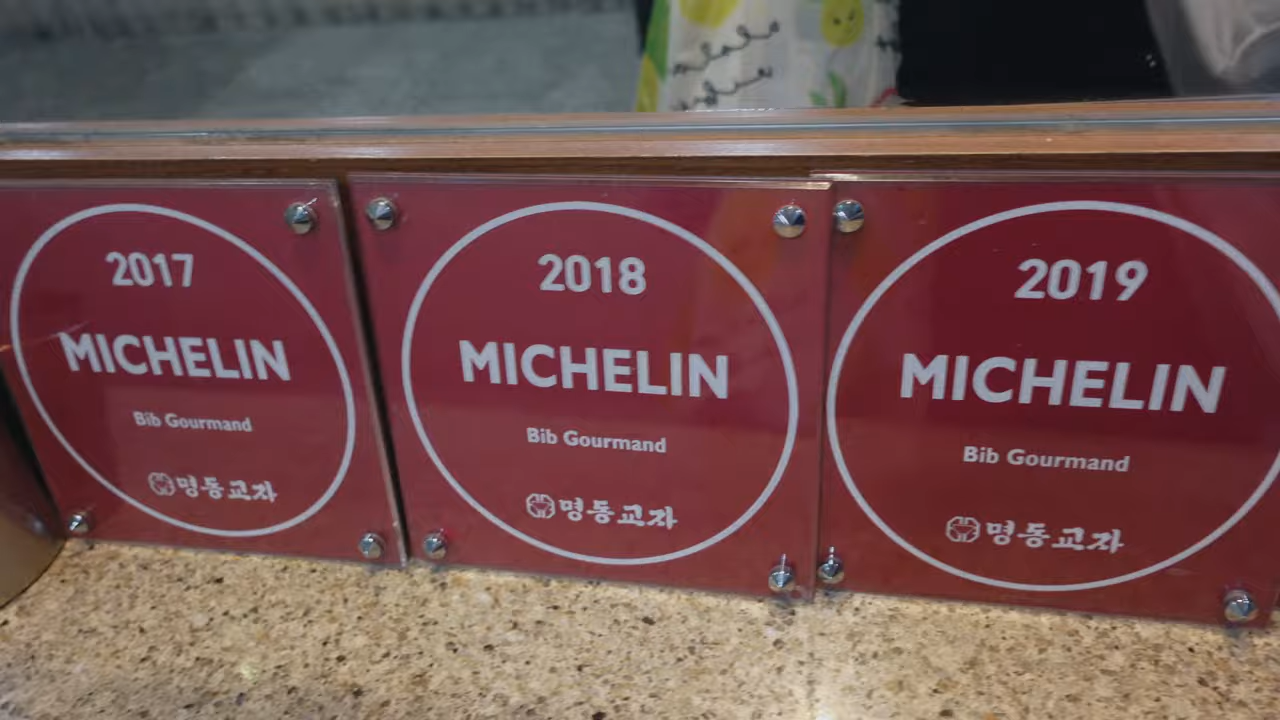 2017
MICHELIN
Bib Gourmand
명동교자
2018
MICHELIN
Bib Gourmand
명동교자
2019
MICHELIN
Bib Gourmand
명동교자